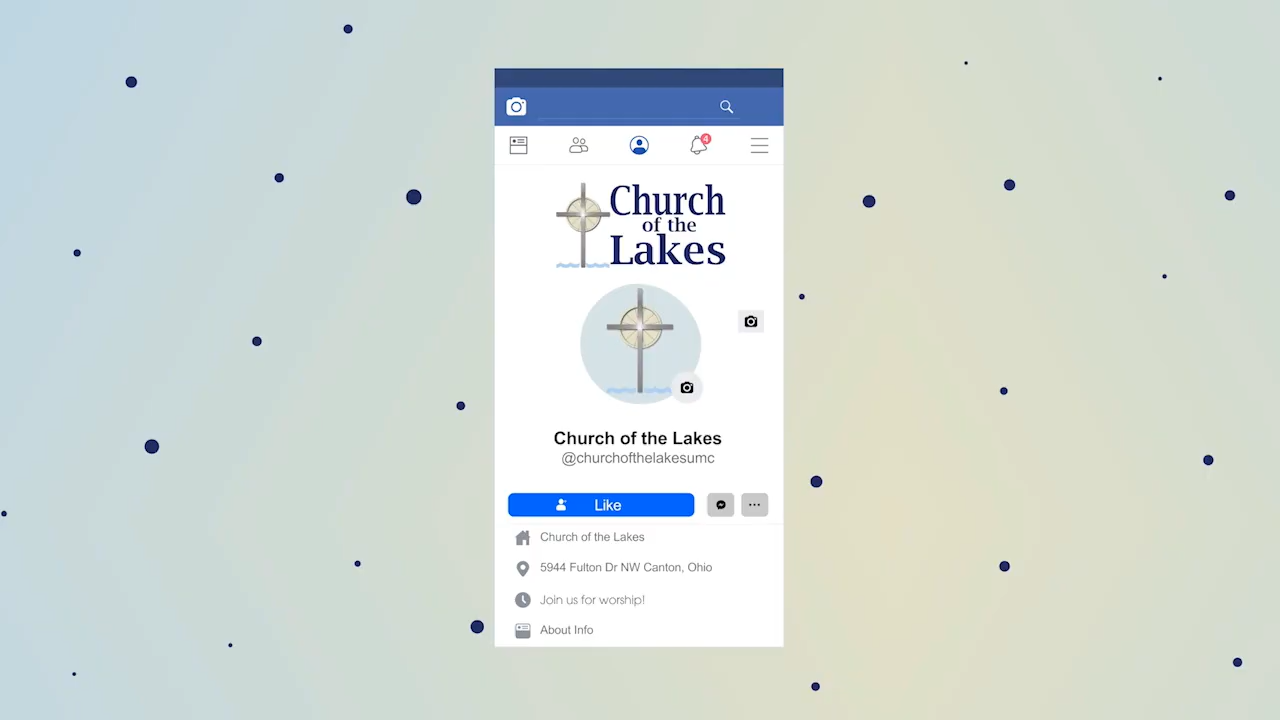 4
Church
of the
Lakes
Church of the Lakes
@churchofthelakesumc
Like
Church of the Lakes
5944 Fulton Dr NW Canton, Ohio
Join us for worship!
About Info